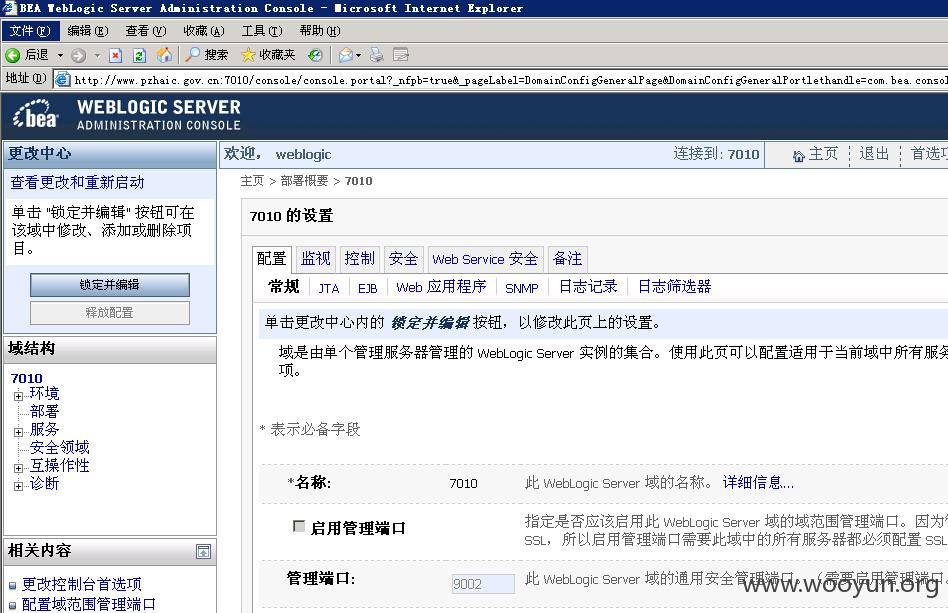 BEA WebLogic Server Administration Console - Microsoft Internet Explorer
文件(F) 编辑(E) 查看(V) 收藏(A) 工具(T) 帮助(H)
后退 搜索 收藏夹
地址(D) http://www.pzhaic.gov.cn:7010/console/console.portal?_nfpb=true&_pageLabel=DomainConfigGeneralPage&DomainConfigGeneralPortlethandle=com.bea.conso
bea WEBLOGIC SERVER
ADMINISTRATION CONSOLE
更改中心
查看更改和重新启动
单击 "锁定并编辑" 按钮可在
该域中修改、添加或删除项
目。
锁定并编辑
释放配置
域结构
7010
环境
部署
服务
安全领域
互操作性
诊断
相关内容
更改控制台首选项
配置域范围管理端口
欢迎, weblogic 连接到: 7010 主页 退出 首选项
主页 > 部署概要 > 7010
7010 的设置
配置 监视 控制 安全 Web Service 安全 备注
常规 JTA EJB Web 应用程序 SNMP 日志记录 日志筛选器
单击更改中心内的 锁定并编辑 按钮，以修改此页上的设置。
域是由单个管理服务器管理的 WebLogic Server 实例的集合。使用此页可以配置适用于当前域中所有服务
项。
* 表示必备字段
*名称: 7010 此 WebLogic Server 域的名称。 详细信息...
启用管理端口 指定是否应该启用此 WebLogic Server 域的域范围管理端口。因为
SSL，所以启用管理端口需要此域中的所有服务器都必须配置 SSL
管理端口: 9002 此 WebLogic Server 域的通用安全管理端口。（需要启用管理端口。
www.wooyun.org